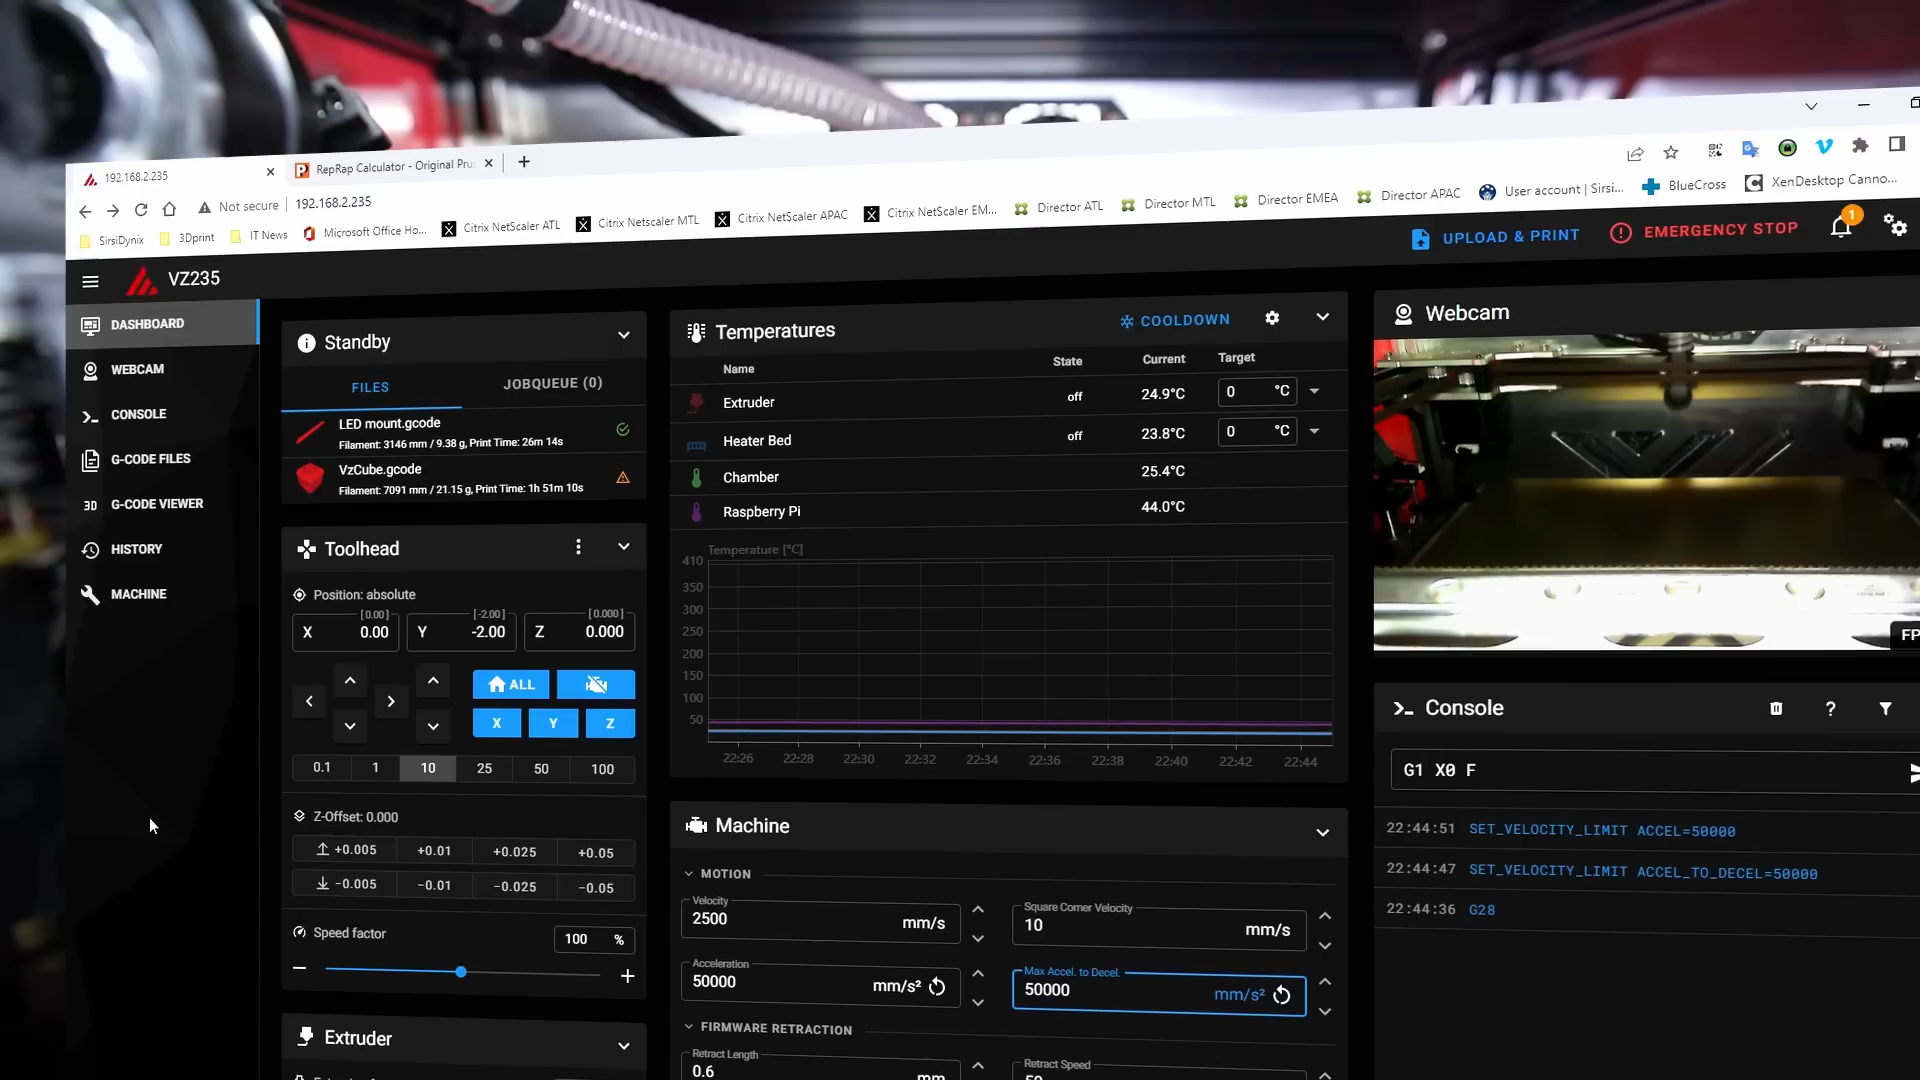 192.168.2.235
RepRap Calculator - Original Pru
Not secure
192.168.2.235
SirsiDynix
3Dprint
IT News
Microsoft Office Ho...
Citrix NetScaler ATL
Citrix Netscaler MTL
Citrix NetScaler APAC
Citrix NetScaler EM...
Director ATL
Director MTL
Director EMEA
Director APAC
User account | Sirsi...
BlueCross
XenDesktop Canno...
VZ235
UPLOAD & PRINT
EMERGENCY STOP
1
DASHBOARD
WEBCAM
CONSOLE
G-CODE FILES
3D G-CODE VIEWER
HISTORY
MACHINE
Standby
FILES
JOBQUEUE (0)
LED mount.gcode
Filament: 3146 mm / 9.38 g, Print Time: 26m 14s
VzCube.gcode
Filament: 7091 mm / 21.15 g, Print Time: 1h 51m 10s
Toolhead
Position: absolute
[0.00]
X 0.00
[-2.00]
Y -2.00
[0.000]
Z 0.000
ALL
X
Y
Z
0.1
1
10
25
50
100
Z-Offset: 0.000
+0.005
+0.01
+0.025
+0.05
-0.005
-0.01
-0.025
-0.05
Speed factor
100 %
Extruder
Temperatures
COOLDOWN
Name State Current Target
Extruder off 24.9°C 0 °C
Heater Bed off 23.8°C 0 °C
Chamber 25.4°C
Raspberry Pi 44.0°C
Temperature [°C]
410
350
300
250
200
150
100
50
22:26 22:28 22:30 22:32 22:34 22:36 22:38 22:40 22:42 22:44
Machine
MOTION
Velocity
2500 mm/s
Square Corner Velocity
10 mm/s
Acceleration
50000 mm/s²
Max Accel. to Decel.
50000 mm/s²
FIRMWARE RETRACTION
Retract Length
0.6 mm
Retract Speed
Webcam
FP
Console
G1 X0 F
22:44:51 SET_VELOCITY_LIMIT ACCEL=50000
22:44:47 SET_VELOCITY_LIMIT ACCEL_TO_DECEL=50000
22:44:36 G28